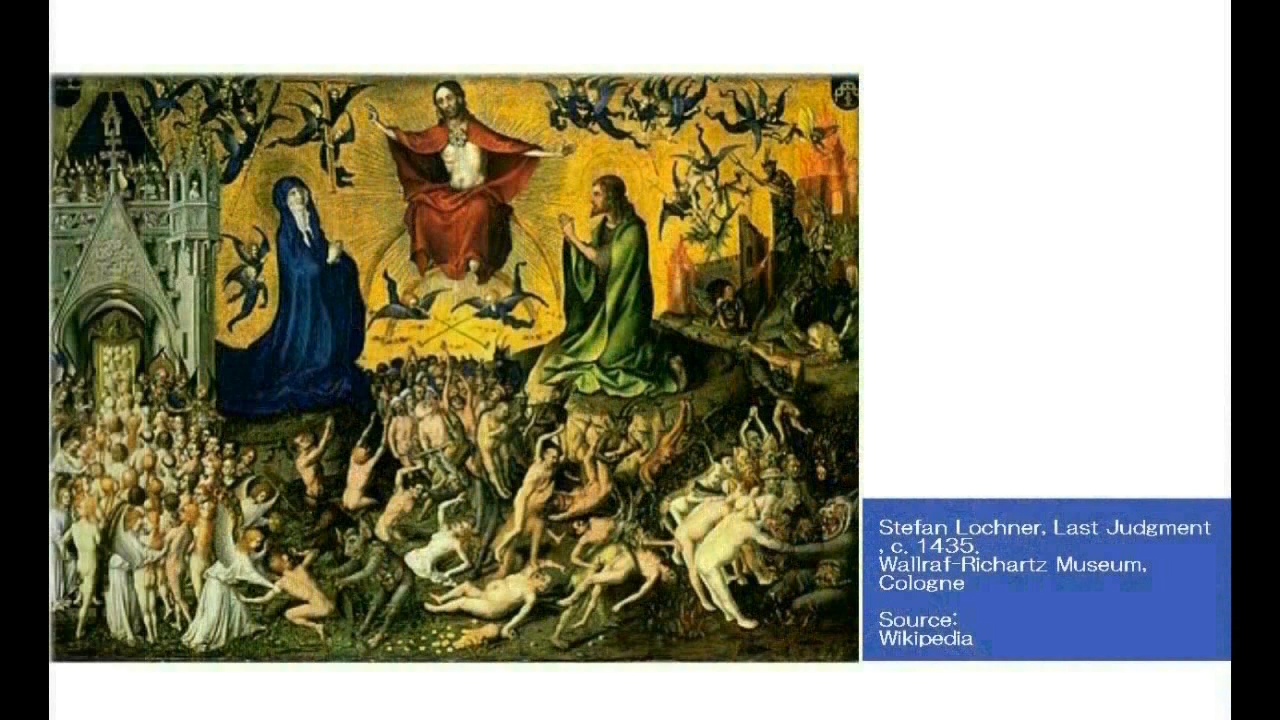 Stefan Lochner, Last Judgment
, c. 1435.
Wallraf-Richartz Museum,
Cologne
Source:
Wikipedia